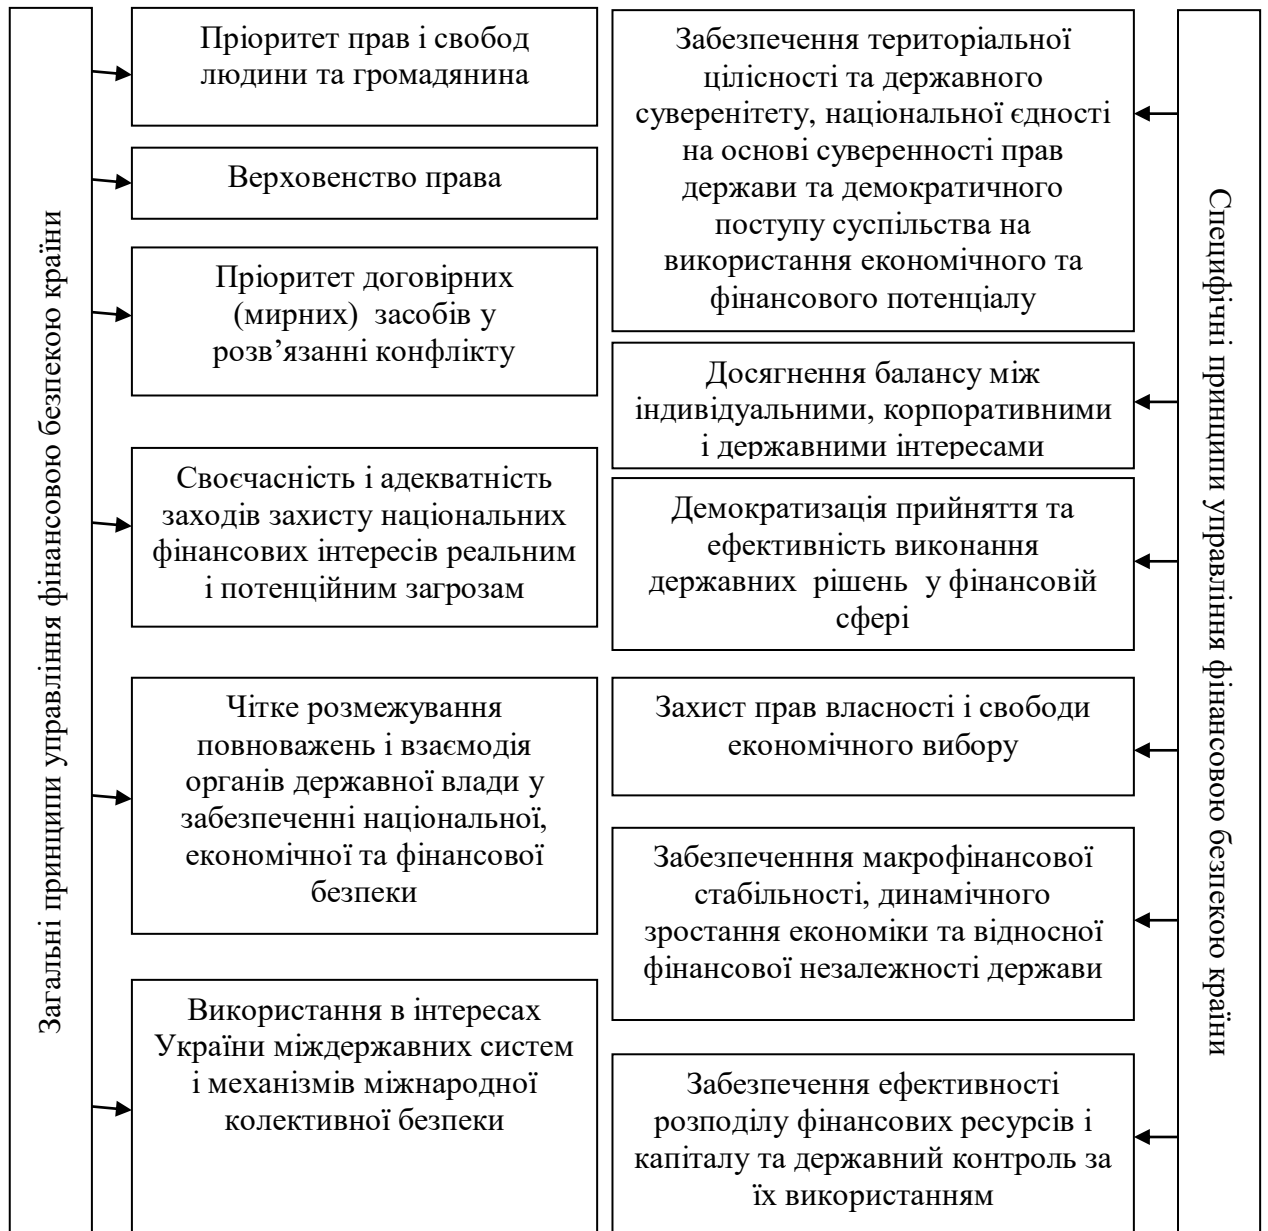 Загальні принципи управління фінансовою безпекою країни
Пріоритет прав і свобод
людини та громадянина
Верховенство права
Пріоритет договірних
(мирних)  засобів у
розв’язанні конфлікту
Своєчасність і адекватність
заходів захисту національних
фінансових інтересів реальним
і потенційним загрозам
Чітке розмежування
повноважень і взаємодія
органів державної влади у
забезпеченні національної,
економічної та фінансової
безпеки
Використання в інтересах
України міждержавних систем
і механізмів міжнародної
колективної безпеки
Забезпечення територіальної
цілісності та державного
суверенітету, національної єдності
на основі суверенності прав
держави та демократичного
поступу суспільства на
використання економічного та
фінансового потенціалу
Досягнення балансу між
індивідуальними, корпоративними
і державними інтересами
Демократизація прийняття та
ефективність виконання
державних  рішень  у фінансовій
сфері
Захист прав власності і свободи
економічного вибору
Забезпеченння макрофінансової
стабільності, динамічного
зростання економіки та відносної
фінансової незалежності держави
Забезпечення ефективності
розподілу фінансових ресурсів і
капіталу та державний контроль за
їх використанням
Специфічні принципи управління фінансовою безпекою країни